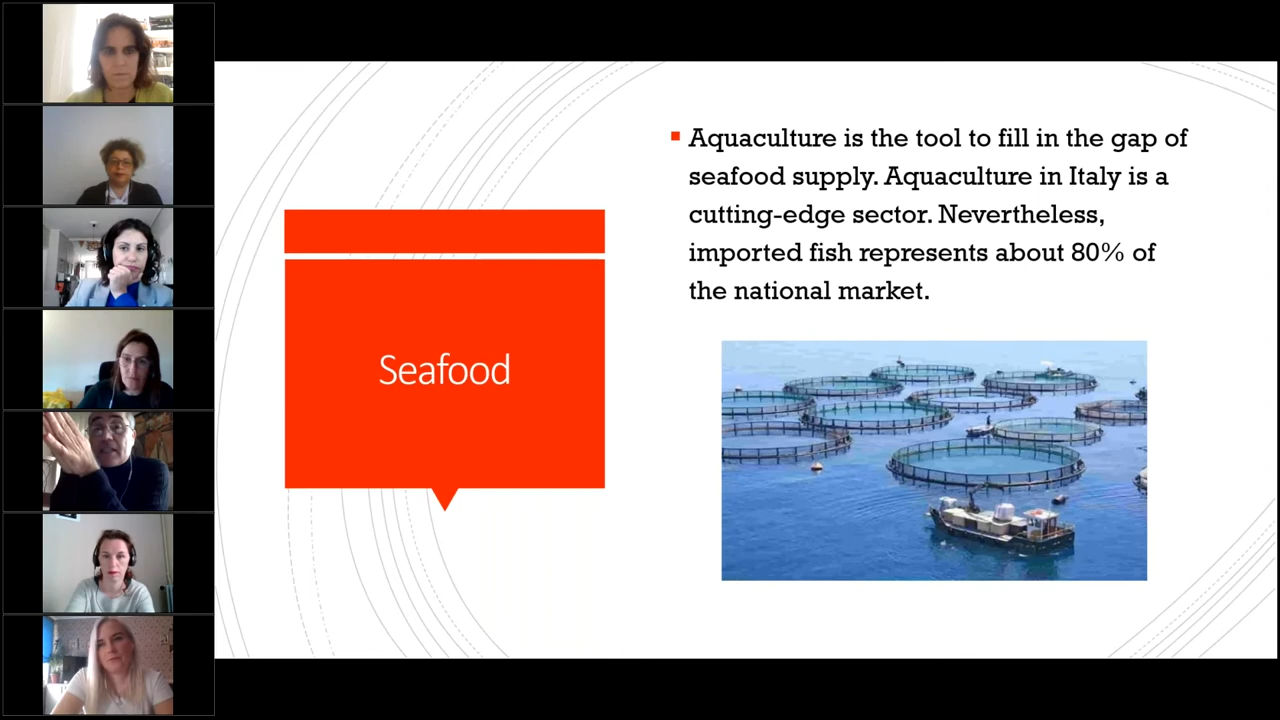 Seafood
Aquaculture is the tool to fill in the gap of
seafood supply. Aquaculture in Italy is a
cutting-edge sector. Nevertheless,
imported fish represents about 80% of
the national market.